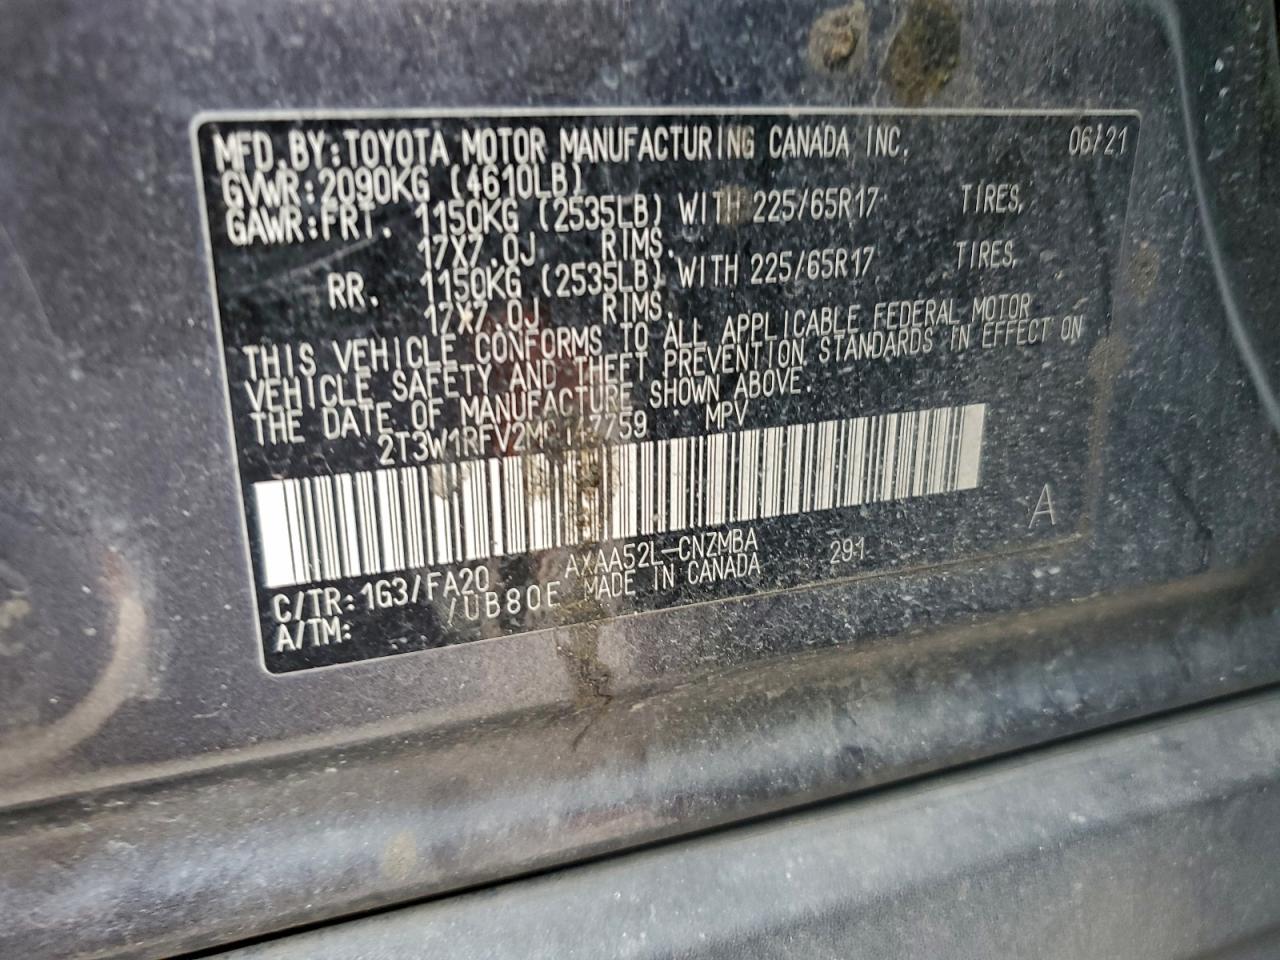 MFD.BY:TOYOTA MOTOR MANUFACTURING CANADA INC. 06/21
GVWR:2090KG (4610LB)
GAWR:FRT. 1150KG (2535LB) WITH 225/65R17 TIRES,
17X7.0J RIMS.
RR. 1150KG (2535LB) WITH 225/65R17 TIRES,
17X7.0J RIMS.
THIS VEHICLE CONFORMS TO ALL APPLICABLE FEDERAL MOTOR
VEHICLE SAFETY AND THEFT PREVENTION STANDARDS IN EFFECT ON
THE DATE OF MANUFACTURE SHOWN ABOVE.
MPV
A
C/TR:1G3/FA20 AXAA52L-CNZMBA 291
A/TM: /UB80E MADE IN CANADA